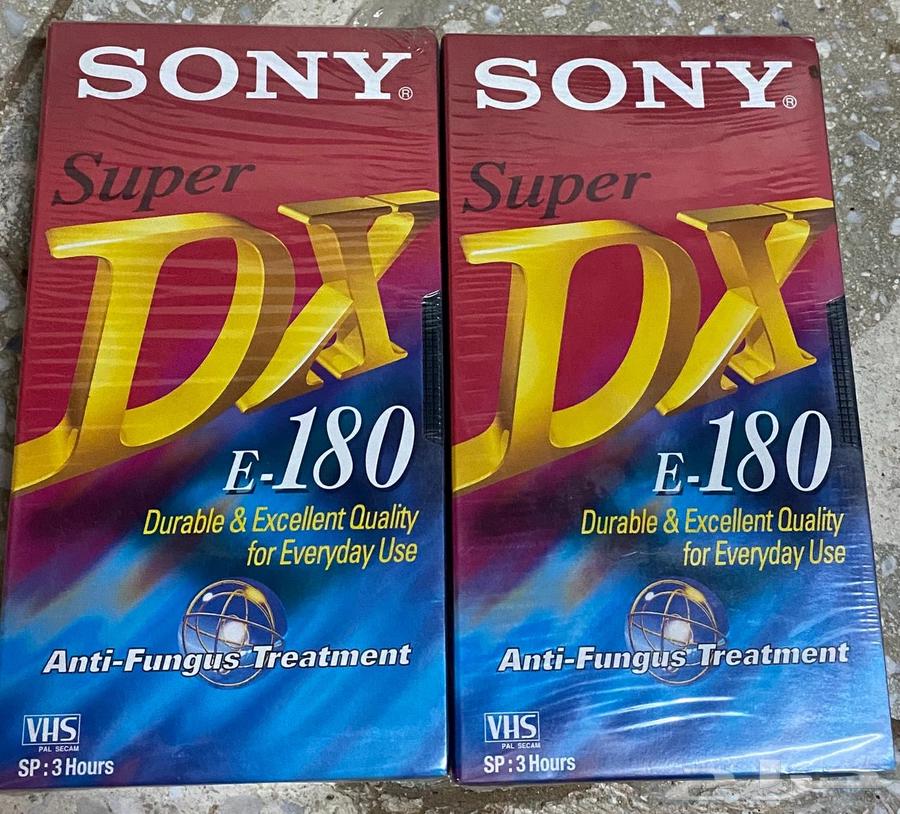 SONY®
Super
DX
E-180
Durable & Excellent Quality
for Everyday Use
Anti-Fungus Treatment
VHS
PAL SECAM
SP : 3 Hours
SONY®
Super
DX
E-180
Durable & Excellent Quality
for Everyday Use
Anti-Fungus Treatment
VHS
PAL SECAM
SP : 3 Hours
حراج